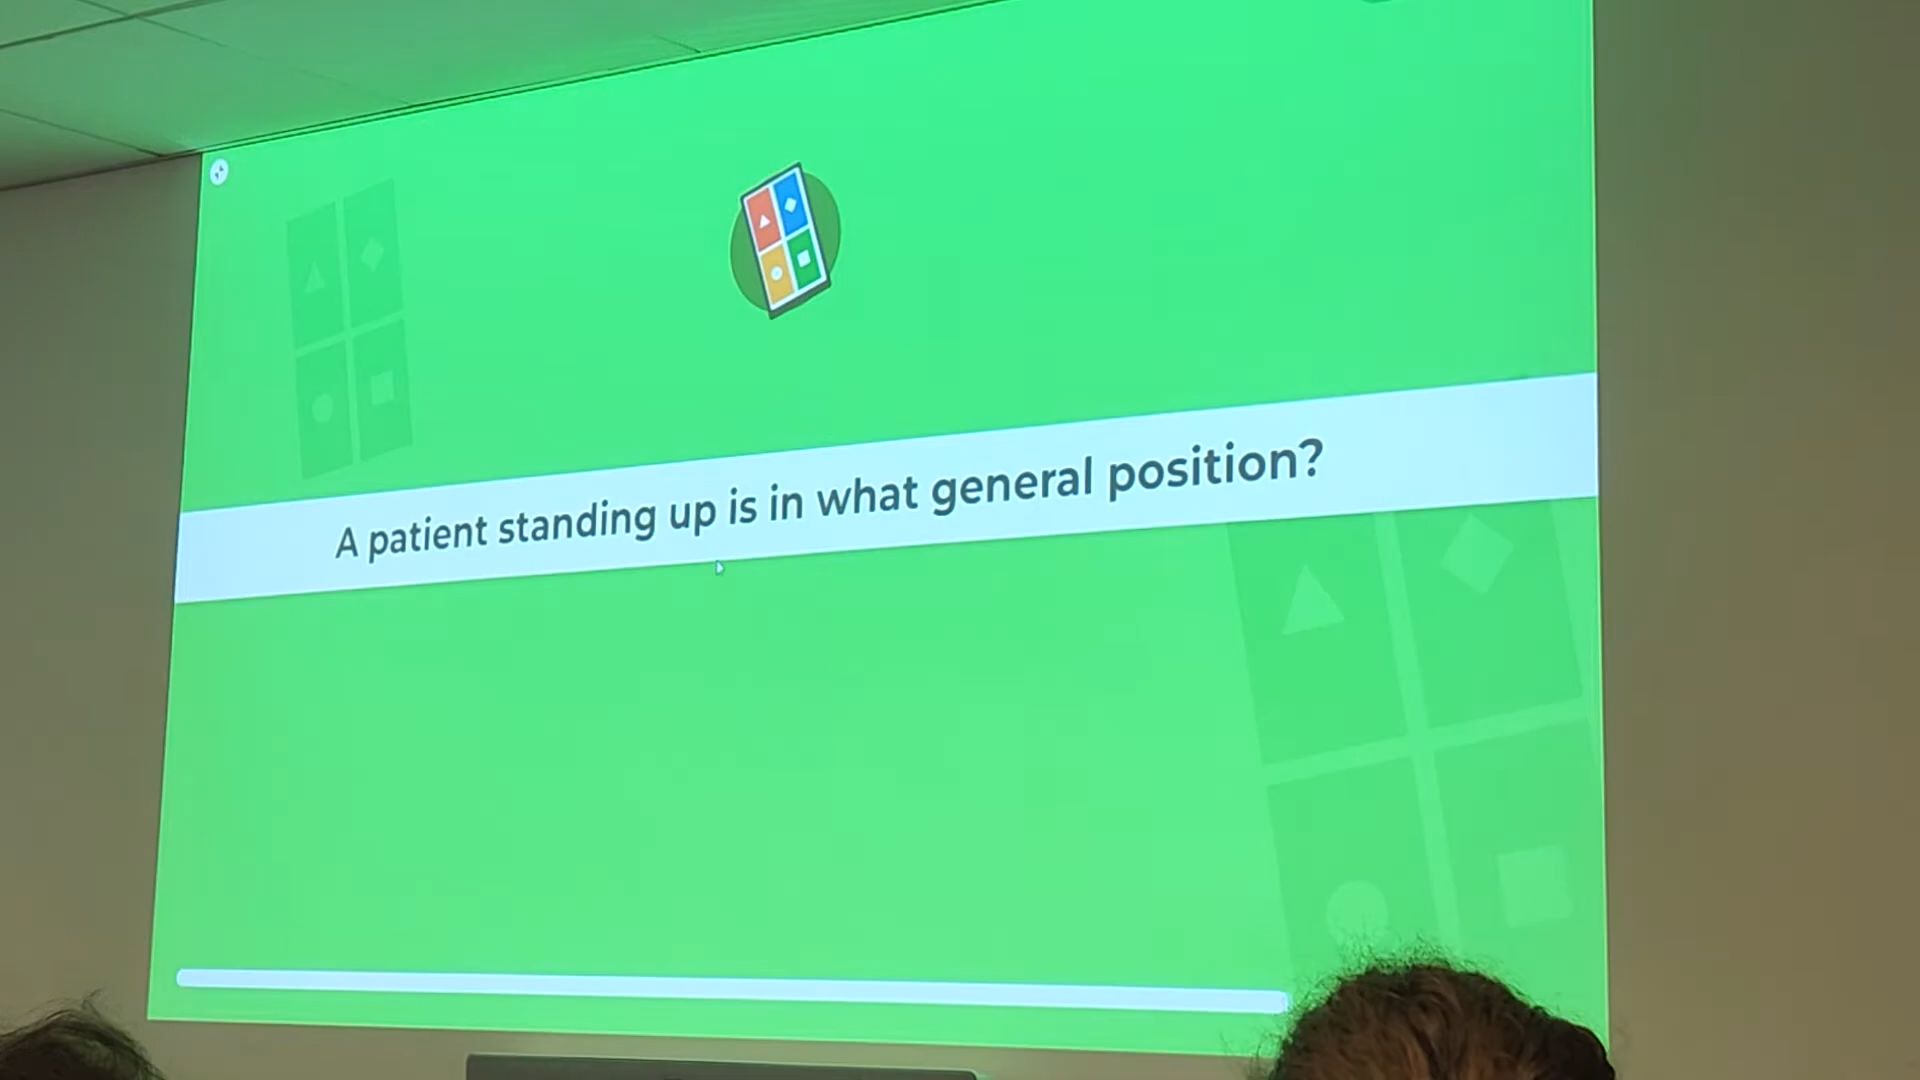 A patient standing up is in what general position?